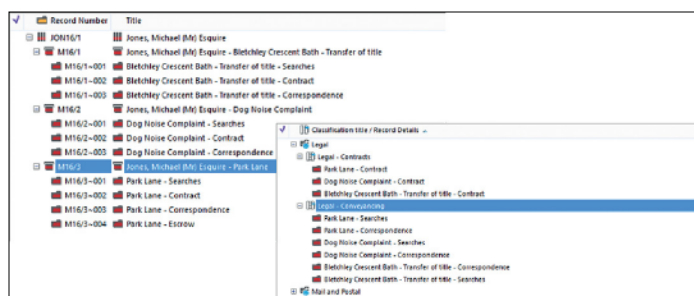 Record Number Title
JON16/1 Jones, Michael (Mr) Esquire
M16/1 Jones, Michael (Mr) Esquire - Bletchley Crescent Bath - Transfer of title
M16/1~001 Bletchley Crescent Bath - Transfer of title - Searches
M16/1~002 Bletchley Crescent Bath - Transfer of title - Contract
M16/1~003 Bletchley Crescent Bath - Transfer of title - Correspondence
M16/2 Jones, Michael (Mr) Esquire - Dog Noise Complaint
M16/2~001 Dog Noise Complaint - Searches
M16/2~002 Dog Noise Complaint - Contract
M16/2~003 Dog Noise Complaint - Correspondence
M16/3 Jones, Michael (Mr) Esquire - Park Lane
M16/3~001 Park Lane - Searches
M16/3~002 Park Lane - Contract
M16/3~003 Park Lane - Correspondence
M16/3~004 Park Lane - Escrow
Classification title / Record Details
Legal
Legal - Contracts
Park Lane - Contract
Dog Noise Complaint - Contract
Bletchley Crescent Bath - Transfer of title - Contract
Legal - Conveyancing
Park Lane - Searches
Park Lane - Correspondence
Dog Noise Complaint - Searches
Dog Noise Complaint - Correspondence
Bletchley Crescent Bath - Transfer of title - Correspondence
Bletchley Crescent Bath - Transfer of title - Searches
Mail and Postal